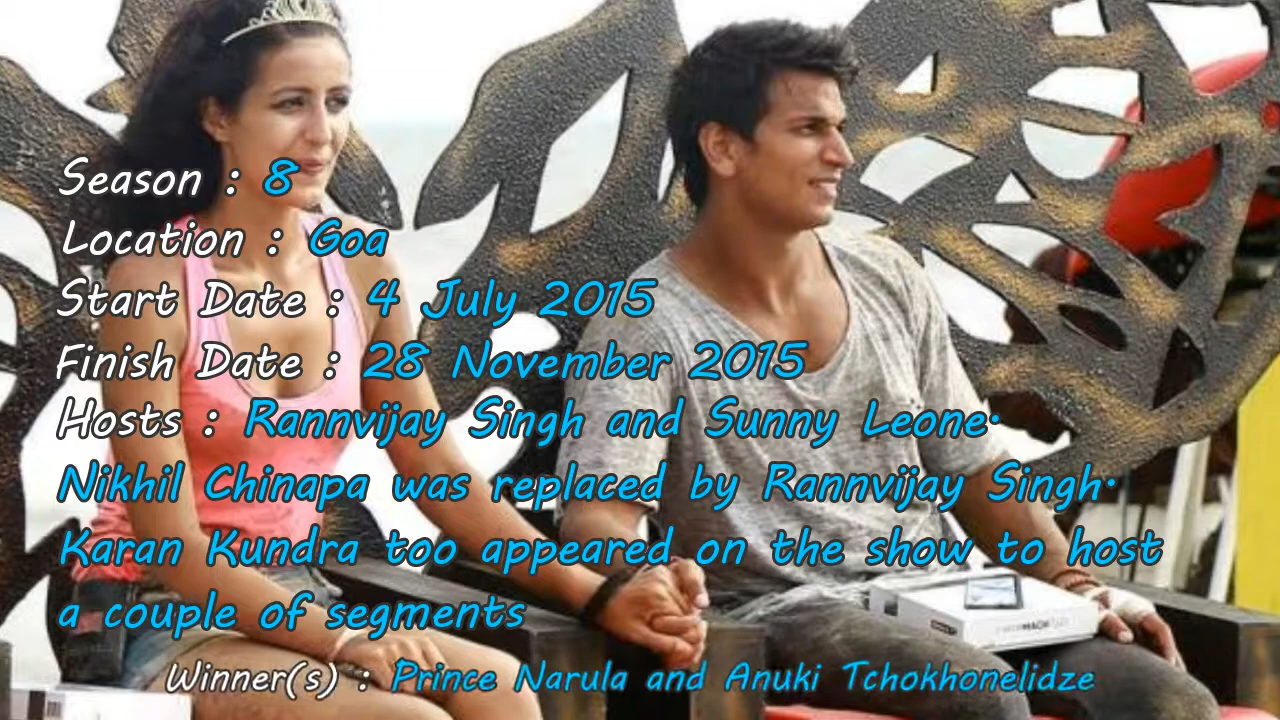 Season : 8
Location : Goa
Start Date : 4 July 2015
Finish Date : 28 November 2015
Hosts : Rannvijay Singh and Sunny Leone.
Nikhil Chinapa was replaced by Rannvijay Singh.
Karan Kundra too appeared on the show to host
a couple of segments
Winner(s) : Prince Narula and Anuki Tchokhonelidze